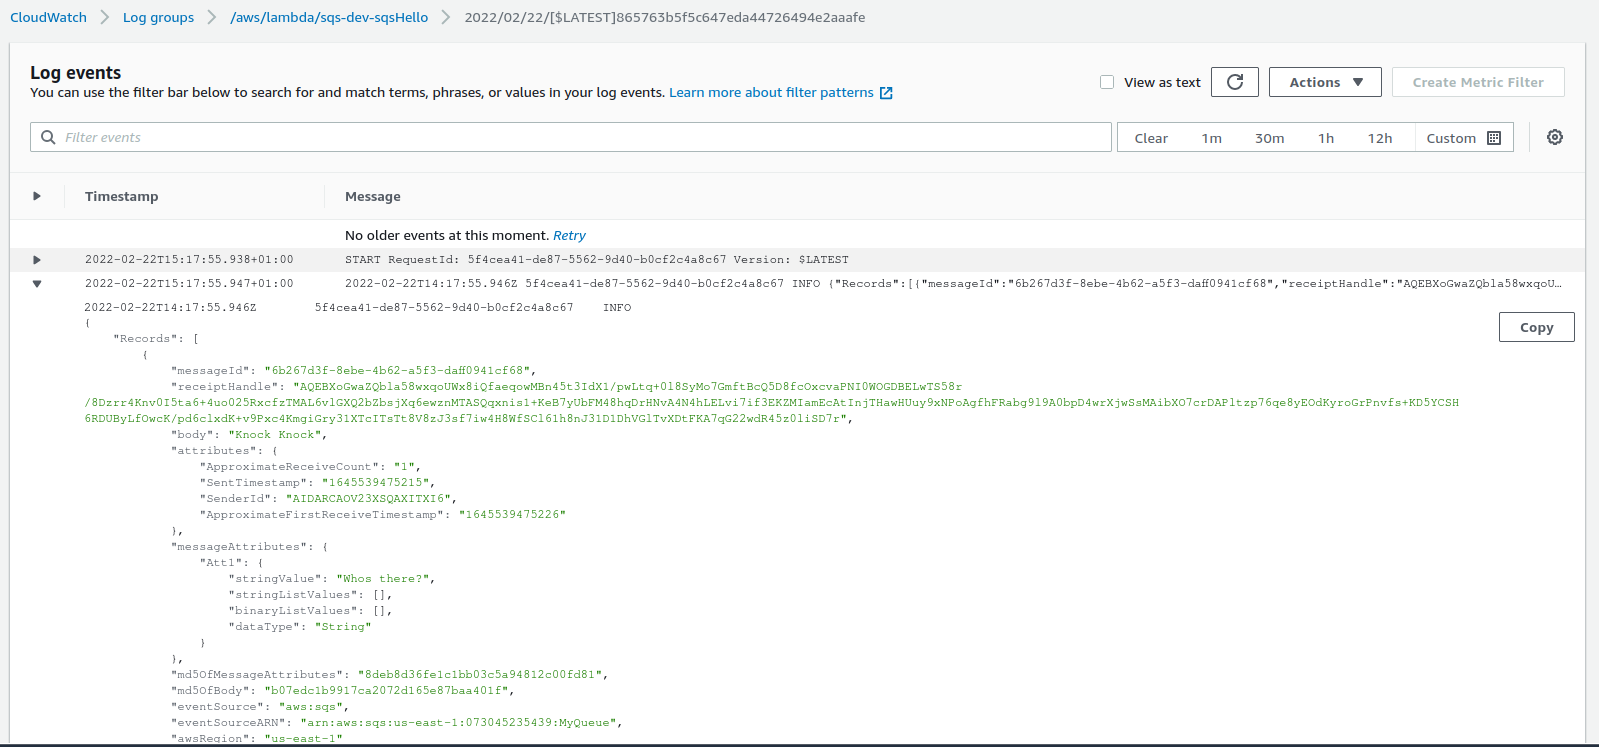 CloudWatch > Log groups > /aws/lambda/sqs-dev-sqsHello > 2022/02/22/[$LATEST]865763b5f5c647eda44726494e2aaafe
Log events
You can use the filter bar below to search for and match terms, phrases, or values in your log events. Learn more about filter patterns
View as text
Actions
Create Metric Filter
Filter events
Clear 1m 30m 1h 12h Custom
Timestamp Message
No older events at this moment. Retry
2022-02-22T15:17:55.938+01:00 START RequestId: 5f4cea41-de87-5562-9d40-b0cf2c4a8c67 Version: $LATEST
2022-02-22T15:17:55.947+01:00 2022-02-22T14:17:55.946Z 5f4cea41-de87-5562-9d40-b0cf2c4a8c67 INFO {"Records":[{"messageId":"6b267d3f-8ebe-4b62-a5f3-daff0941cf68","receiptHandle":"AQEBXoGwaZQbla58wxqoU…
2022-02-22T14:17:55.946Z 5f4cea41-de87-5562-9d40-b0cf2c4a8c67 INFO
{
Copy
"Records": [
{
"messageId": "6b267d3f-8ebe-4b62-a5f3-daff0941cf68",
"receiptHandle": "AQEBXoGwaZQbla58wxqoUWx8iQfaeqowMBn45t3IdX1/pwLtq+0l8SyMo7GmftBcQ5D8fcOxcvaPNI0WOGDBELwTS58r
/8Dzrr4Knv0I5ta6+4uo025RxcfzTMAL6vlGXQ2bZbsjXq6ewznMTASQqxnis1+KeB7yUbFM48hqDrHNvA4N4hLELvi7if3EKZMIamEcAtInjTHawHUuy9xNPoAgfhFRabg9l9A0bpD4wrXjwSsMAibXO7crDAPltzp76qe8yEOdKyroGrPnvfs+KD5YCSH
6RDUByLfOwcK/pd6clxdK+v9Pxc4KmgiGry31XTcITsTt8V8zJ3sf7iw4H8WfSCl61h8nJ31D1DhVGlTvXDtFKA7qG22wdR45z0liSD7r",
"body": "Knock Knock",
"attributes": {
"ApproximateReceiveCount": "1",
"SentTimestamp": "1645539475215",
"SenderId": "AIDARCAOV23XSQAXITXI6",
"ApproximateFirstReceiveTimestamp": "1645539475226"
},
"messageAttributes": {
"Att1": {
"stringValue": "Whos there?",
"stringListValues": [],
"binaryListValues": [],
"dataType": "String"
}
},
"md5OfMessageAttributes": "8deb8d36fe1c1bb03c5a94812c00fd81",
"md5OfBody": "b07edc1b9917ca2072d165e87baa401f",
"eventSource": "aws:sqs",
"eventSourceARN": "arn:aws:sqs:us-east-1:073045235439:MyQueue",
"awsRegion": "us-east-1"